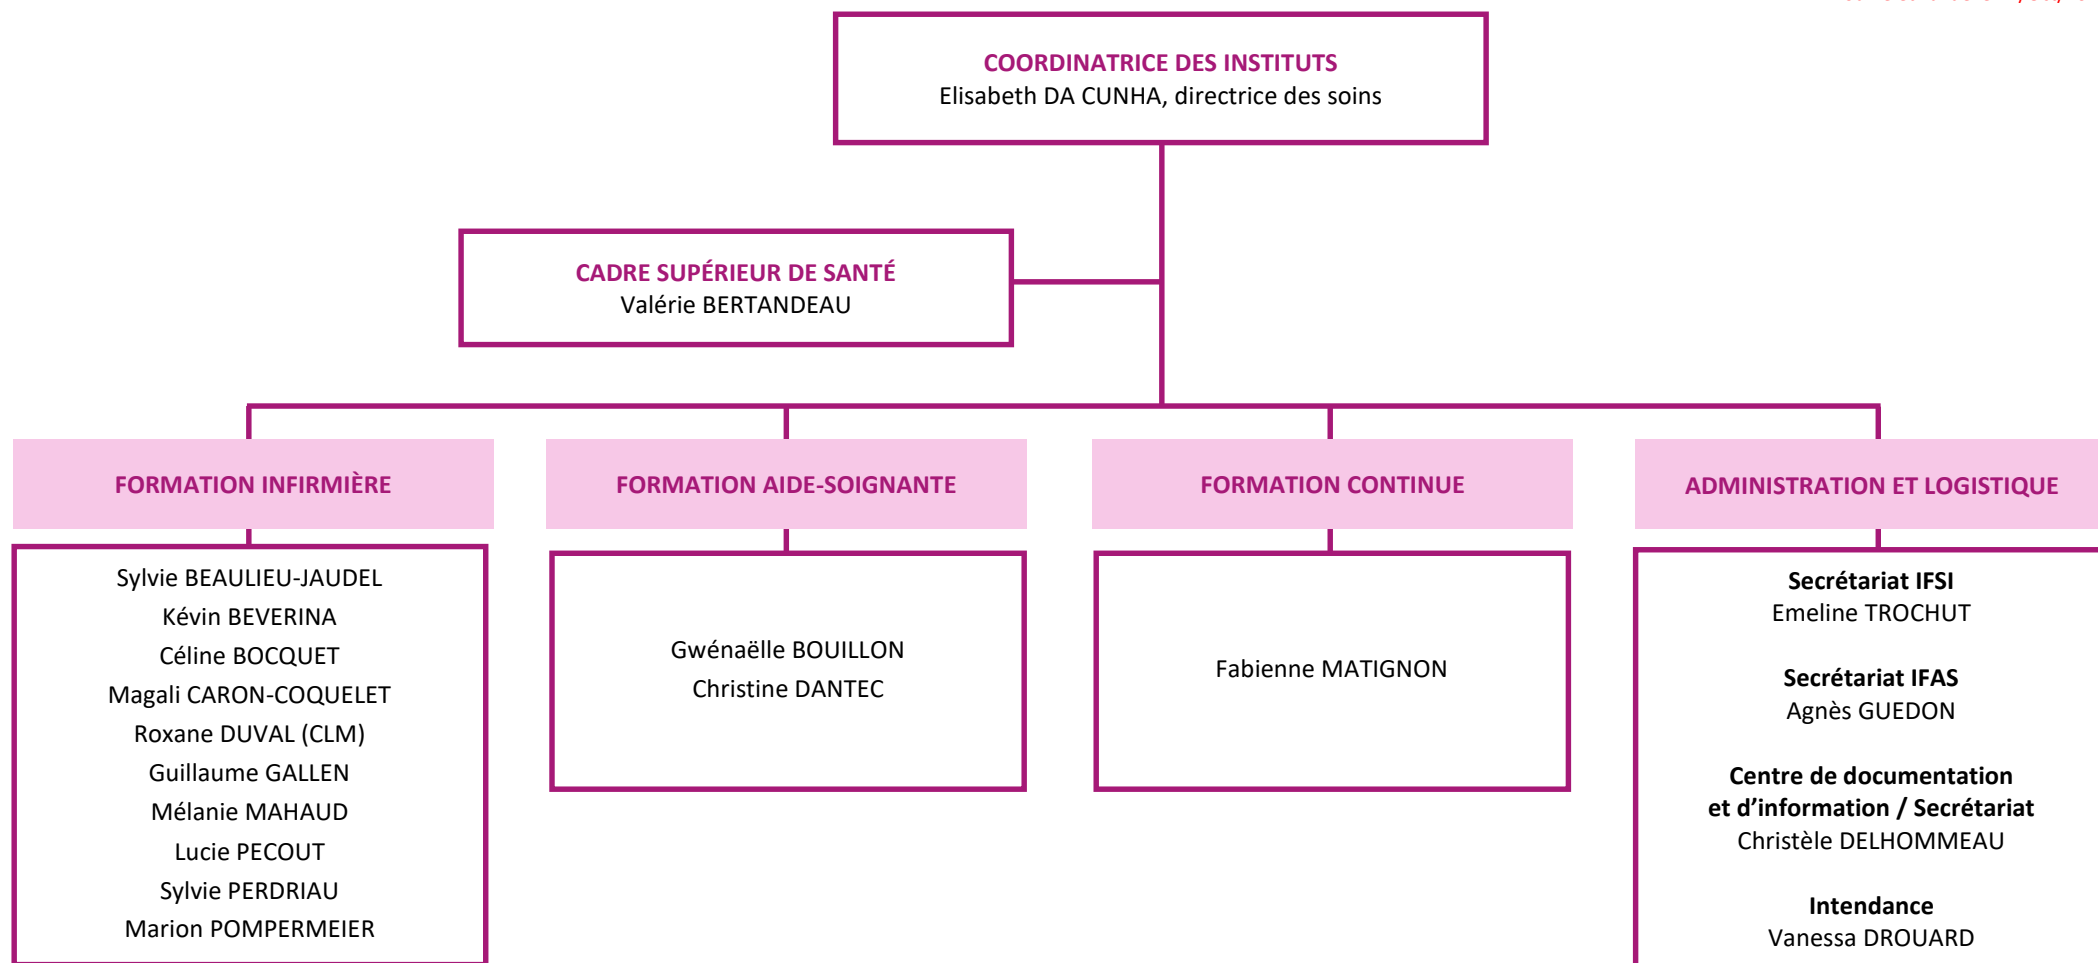 COORDINATRICE DES INSTITUTS
Elisabeth DA CUNHA, directrice des soins
CADRE SUPÉRIEUR DE SANTÉ
Valérie BERTANDEAU
FORMATION INFIRMIÈRE
Sylvie BEAULIEU-JAUDEL
Kévin BEVERINA
Céline BOCQUET
Magali CARON-COQUELET
Roxane DUVAL (CLM)
Guillaume GALLEN
Mélanie MAHAUD
Lucie PECOUT
Sylvie PERDRIAU
Marion POMPERMEIER
FORMATION AIDE-SOIGNANTE
Gwénaëlle BOUILLON
Christine DANTEC
FORMATION CONTINUE
Fabienne MATIGNON
ADMINISTRATION ET LOGISTIQUE
Secrétariat IFSI
Emeline TROCHUT
Secrétariat IFAS
Agnès GUEDON
Centre de documentation
et d’information / Secrétariat
Christèle DELHOMMEAU
Intendance
Vanessa DROUARD